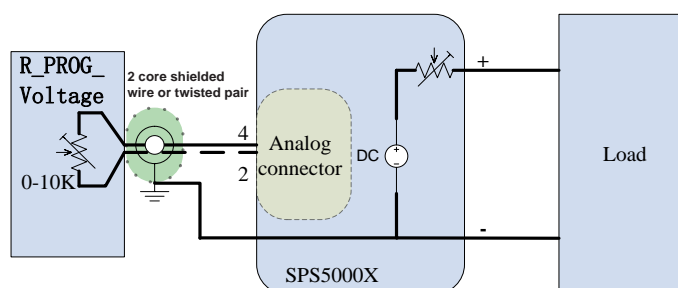 R_PROG_
Voltage
0-10K
2 core shielded
wire or twisted pair
4
2
Analog
connector
DC
+
-
+
-
SPS5000X
Load